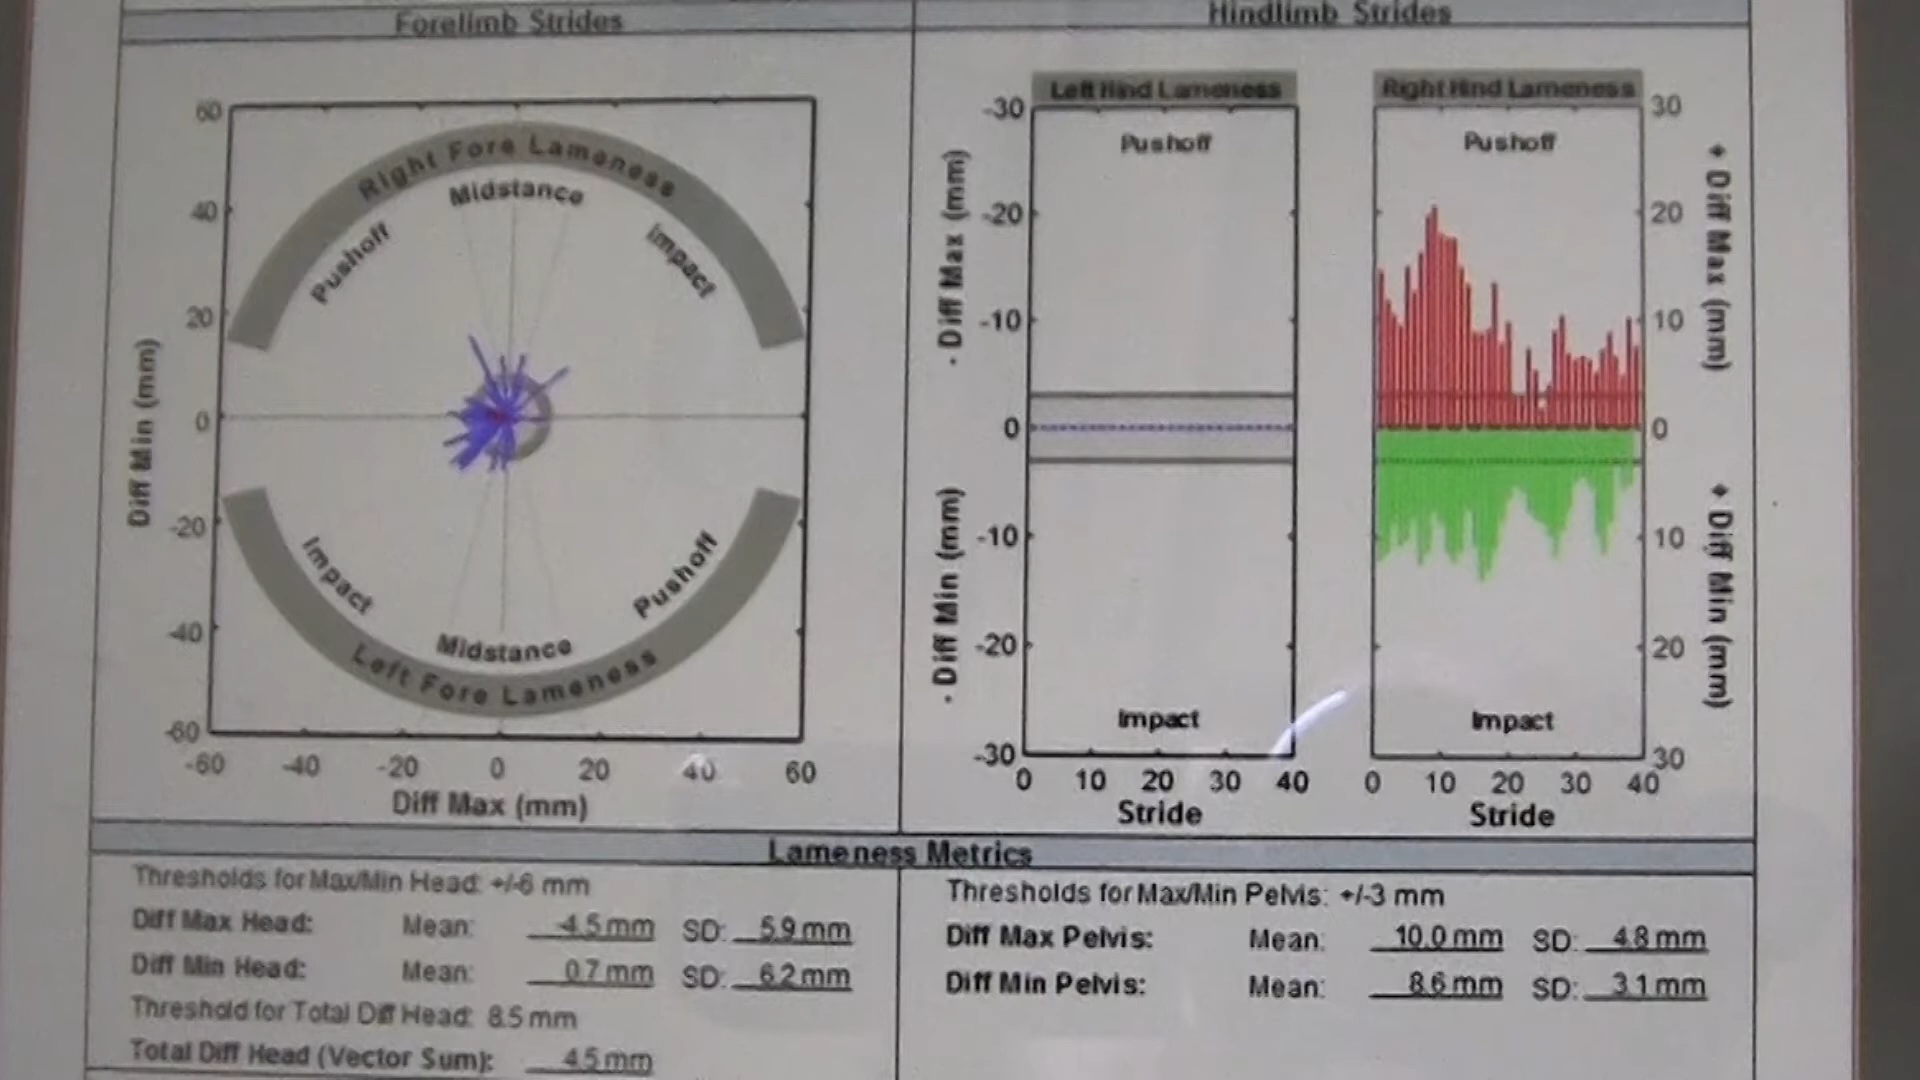 Forelimb Strides
Hindlimb Strides
60
40
20
0
-20
-40
-60
Diff Min (mm)
Right Fore Lameness
Pushoff
Midstance
Impact
Impact
Midstance
Pushoff
Left Fore Lameness
-60
-40
-20
0
20
40
60
Diff Max (mm)
Left Hind Lameness
Pushoff
-30
-20
-10
0
-10
-20
-30
- Diff Max (mm)
- Diff Min (mm)
Impact
0 10 20 30 40
Stride
Right Hind Lameness
Pushoff
30
20
10
0
10
20
30
+ Diff Max (mm)
+ Diff Min (mm)
Impact
0 10 20 30 40
Stride
Lameness Metrics
Thresholds for Max/Min Head: +/-6 mm
Diff Max Head: Mean: -4.5 mm SD: 5.9 mm
Diff Min Head: Mean: 0.7 mm SD: 6.2 mm
Threshold for Total Diff Head: 8.5 mm
Total Diff Head (Vector Sum): 4.5 mm
Thresholds for Max/Min Pelvis: +/-3 mm
Diff Max Pelvis: Mean: 10.0 mm SD: 4.8 mm
Diff Min Pelvis: Mean: 8.6 mm SD: 3.1 mm